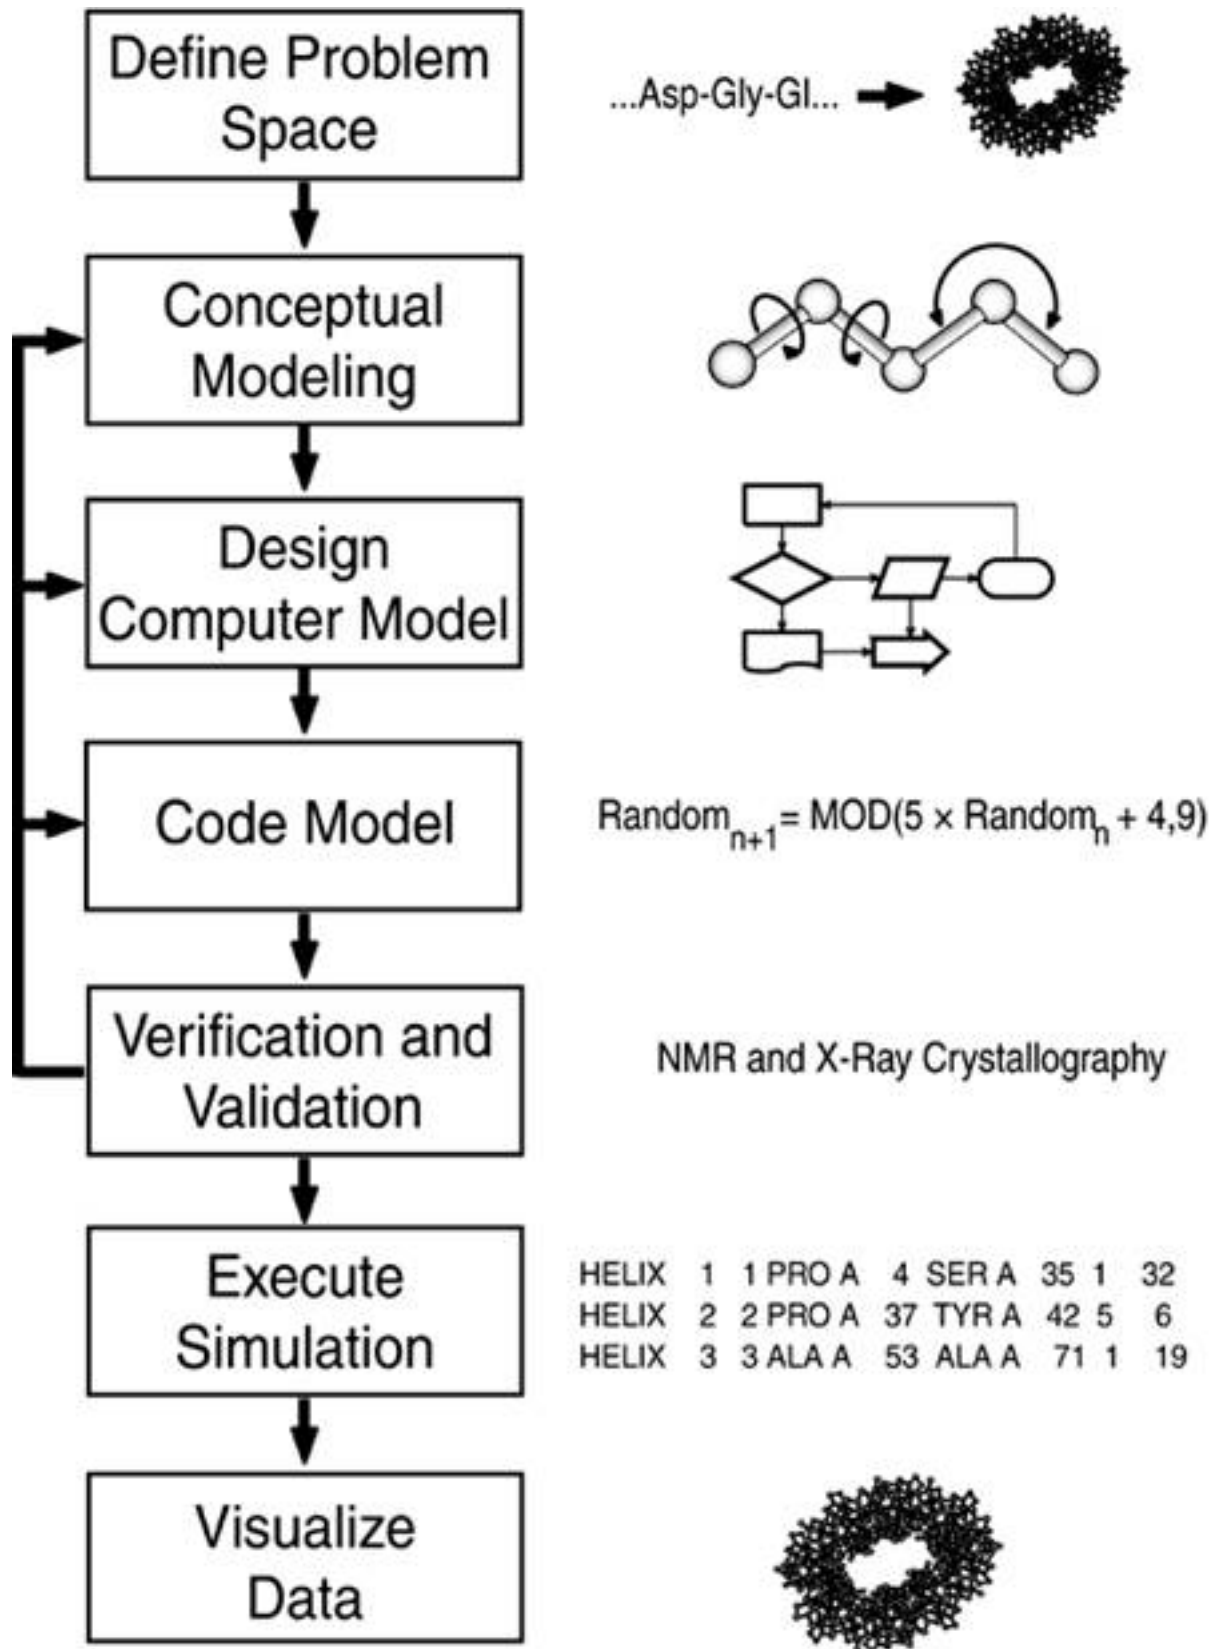 Define Problem
Space
...Asp-Gly-Gl...
Conceptual
Modeling
Design
Computer Model
Code Model
Random_{n+1} = MOD(5 × Random_n + 4,9)
Verification and
Validation
NMR and X-Ray Crystallography
Execute
Simulation
HELIX 1 1 PRO A 4 SER A 35 1 32
HELIX 2 2 PRO A 37 TYR A 42 5 6
HELIX 3 3 ALA A 53 ALA A 71 1 19
Visualize
Data